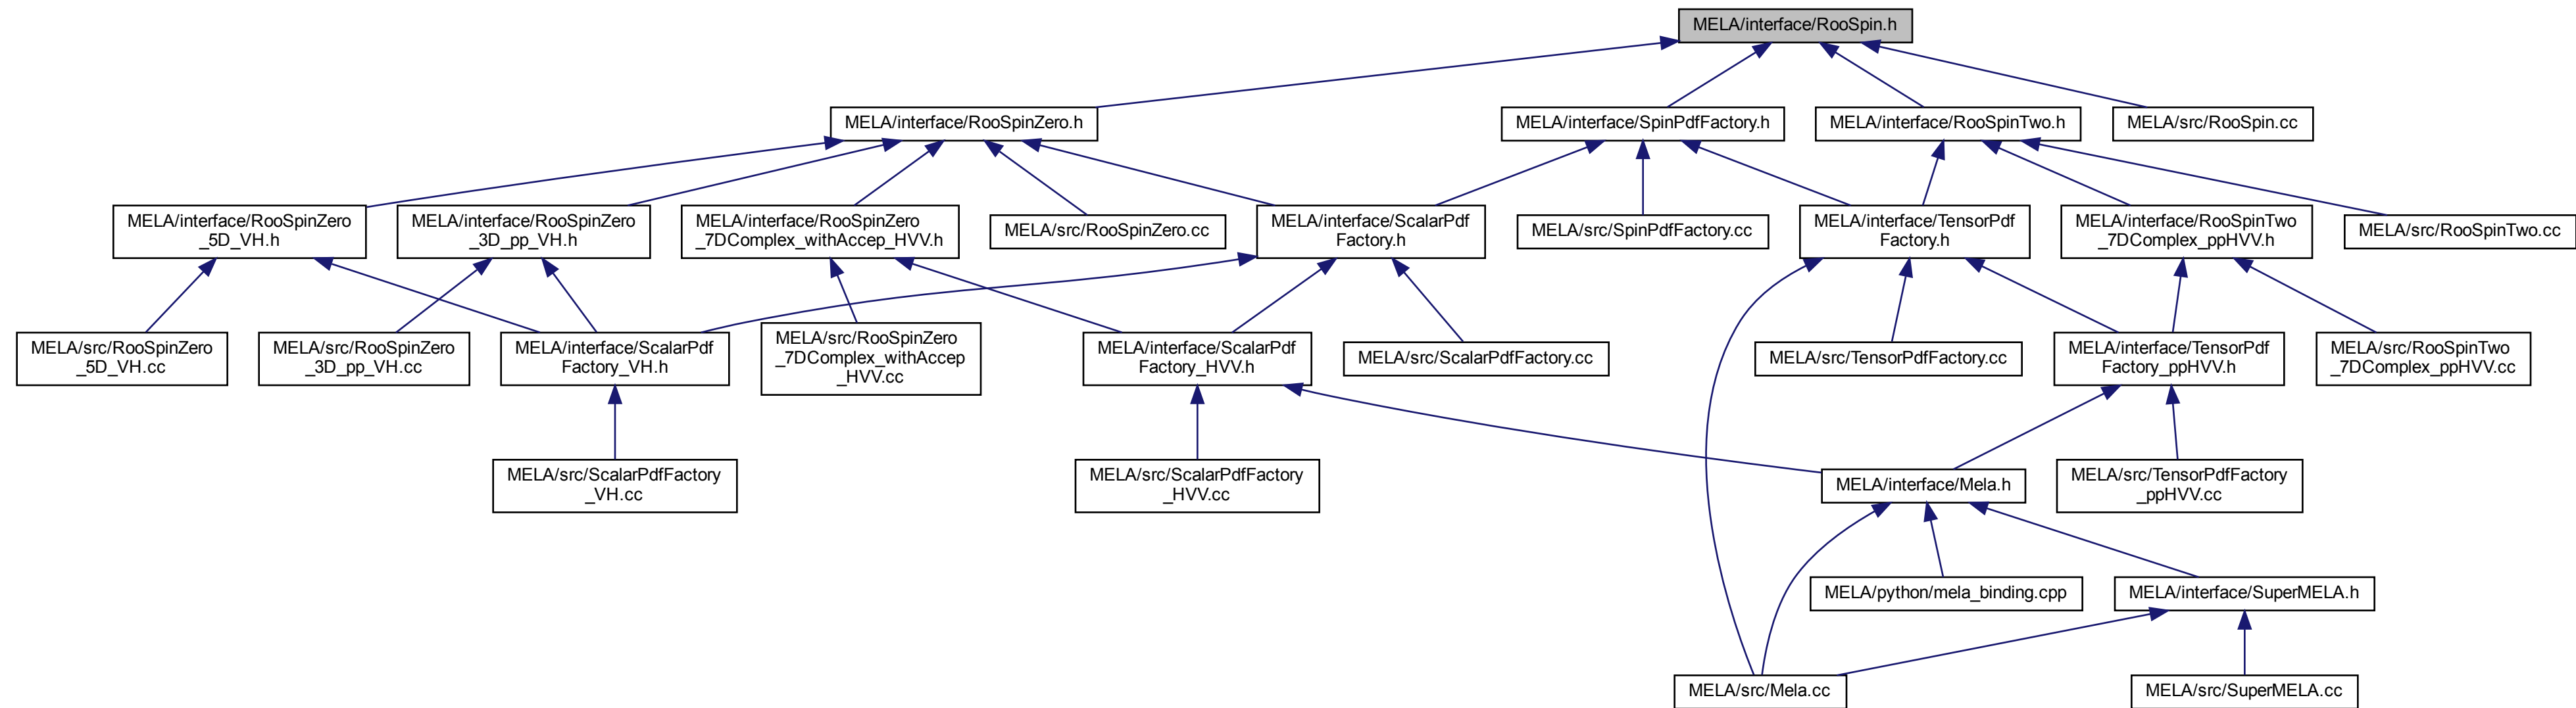 MELA/interface/RooSpin.h
MELA/interface/RooSpinZero.h
MELA/interface/SpinPdfFactory.h
MELA/interface/RooSpinTwo.h
MELA/src/RooSpin.cc
MELA/interface/RooSpinZero
_5D_VH.h
MELA/interface/RooSpinZero
_3D_pp_VH.h
MELA/interface/RooSpinZero
_7DComplex_withAccep_HVV.h
MELA/src/RooSpinZero.cc
MELA/interface/ScalarPdf
Factory.h
MELA/src/SpinPdfFactory.cc
MELA/interface/TensorPdf
Factory.h
MELA/interface/RooSpinTwo
_7DComplex_ppHVV.h
MELA/src/RooSpinTwo.cc
MELA/src/RooSpinZero
_5D_VH.cc
MELA/src/RooSpinZero
_3D_pp_VH.cc
MELA/interface/ScalarPdf
Factory_VH.h
MELA/src/RooSpinZero
_7DComplex_withAccep
_HVV.cc
MELA/interface/ScalarPdf
Factory_HVV.h
MELA/src/ScalarPdfFactory.cc
MELA/src/TensorPdfFactory.cc
MELA/interface/TensorPdf
Factory_ppHVV.h
MELA/src/RooSpinTwo
_7DComplex_ppHVV.cc
MELA/src/ScalarPdfFactory
_VH.cc
MELA/src/ScalarPdfFactory
_HVV.cc
MELA/interface/Mela.h
MELA/src/TensorPdfFactory
_ppHVV.cc
MELA/python/mela_binding.cpp
MELA/interface/SuperMELA.h
MELA/src/Mela.cc
MELA/src/SuperMELA.cc